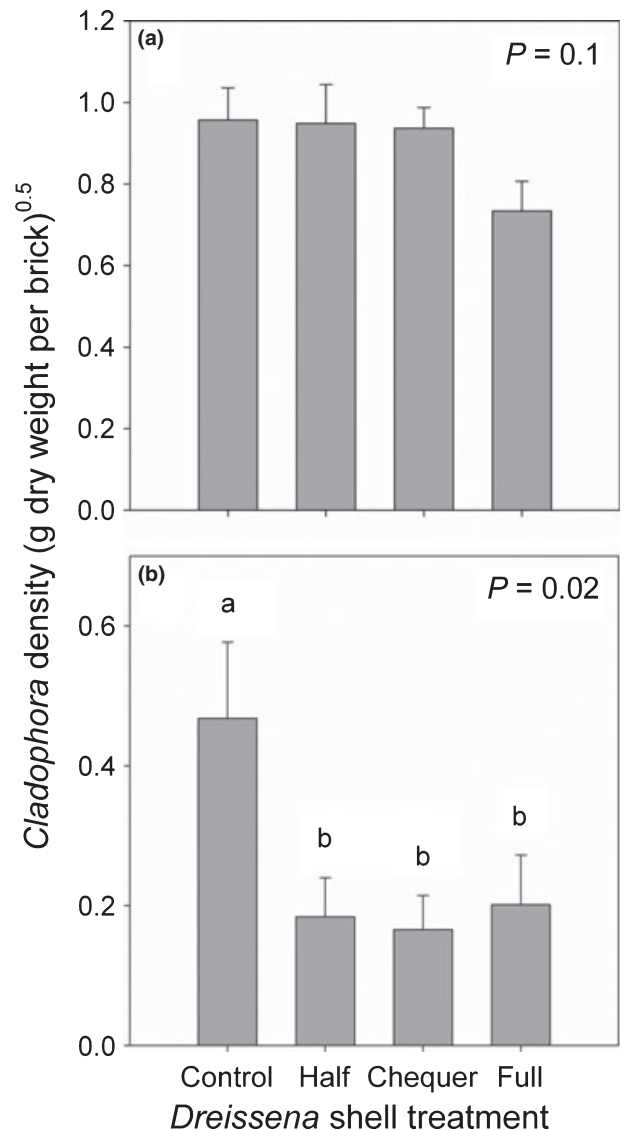 Cladophora density (g dry weight per brick)^0.5
(a)
P = 0.1
1.2
1.0
0.8
0.6
0.4
0.2
0.0
(b)
P = 0.02
0.6
0.4
0.2
0.0
a
b
b
b
Control Half Chequer Full
Dreissena shell treatment